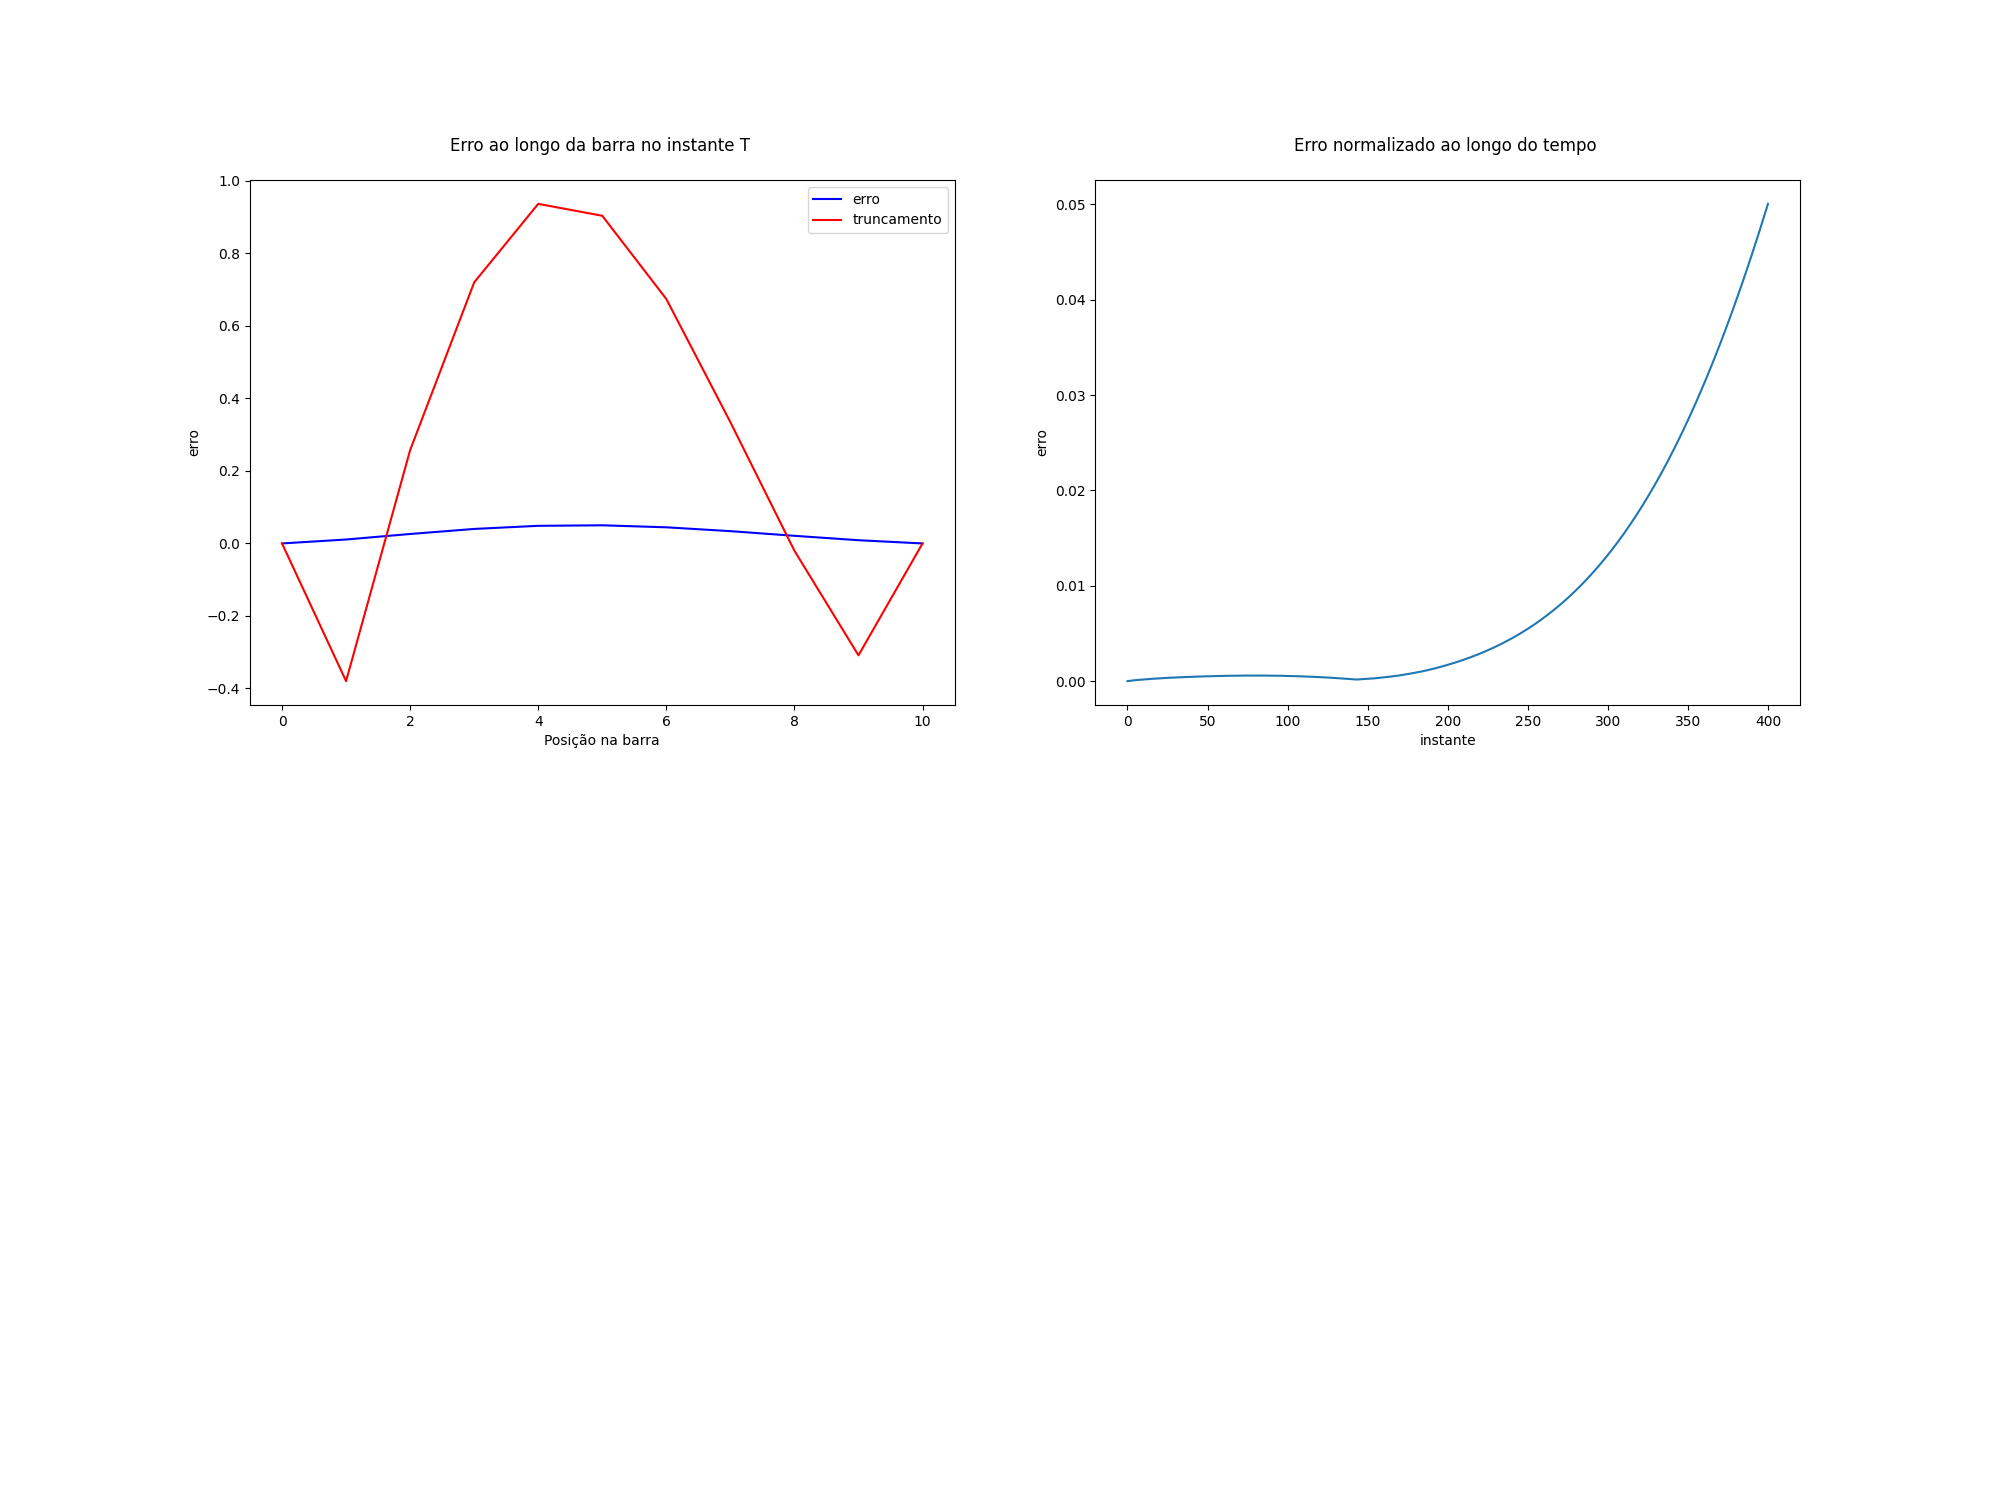 Erro ao longo da barra no instante T
1.0
0.8
0.6
0.4
0.2
0.0
−0.2
−0.4
erro
0 2 4 6 8 10
Posição na barra
erro
truncamento
Erro normalizado ao longo do tempo
0.05
0.04
0.03
0.02
0.01
0.00
erro
0 50 100 150 200 250 300 350 400
instante